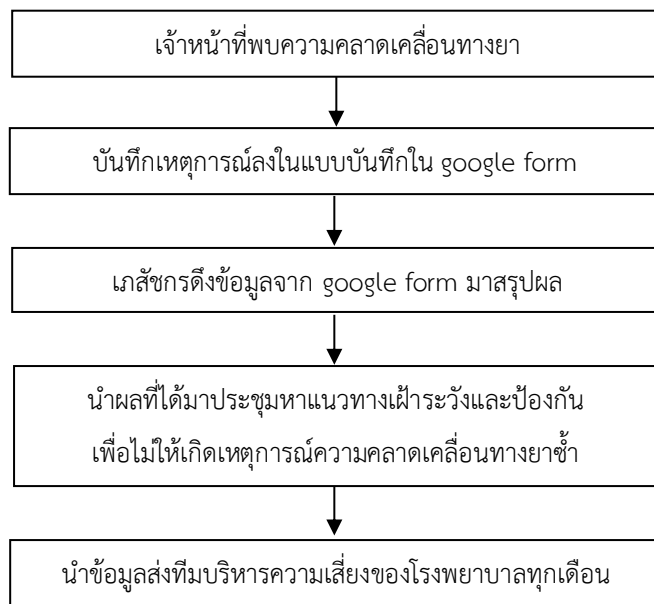 เจ้าหน้าที่พบความคลาดเคลื่อนทางยา
บันทึกเหตุการณ์ลงในแบบบันทึกใน google form
เภสัชกรดึงข้อมูลจาก google form มาสรุปผล
นำผลที่ได้มาประชุมหาแนวทางเฝ้าระวังและป้องกัน
เพื่อไม่ให้เกิดเหตุการณ์ความคลาดเคลื่อนทางยาซ้ำ
นำข้อมูลส่งทีมบริหารความเสี่ยงของโรงพยาบาลทุกเดือน